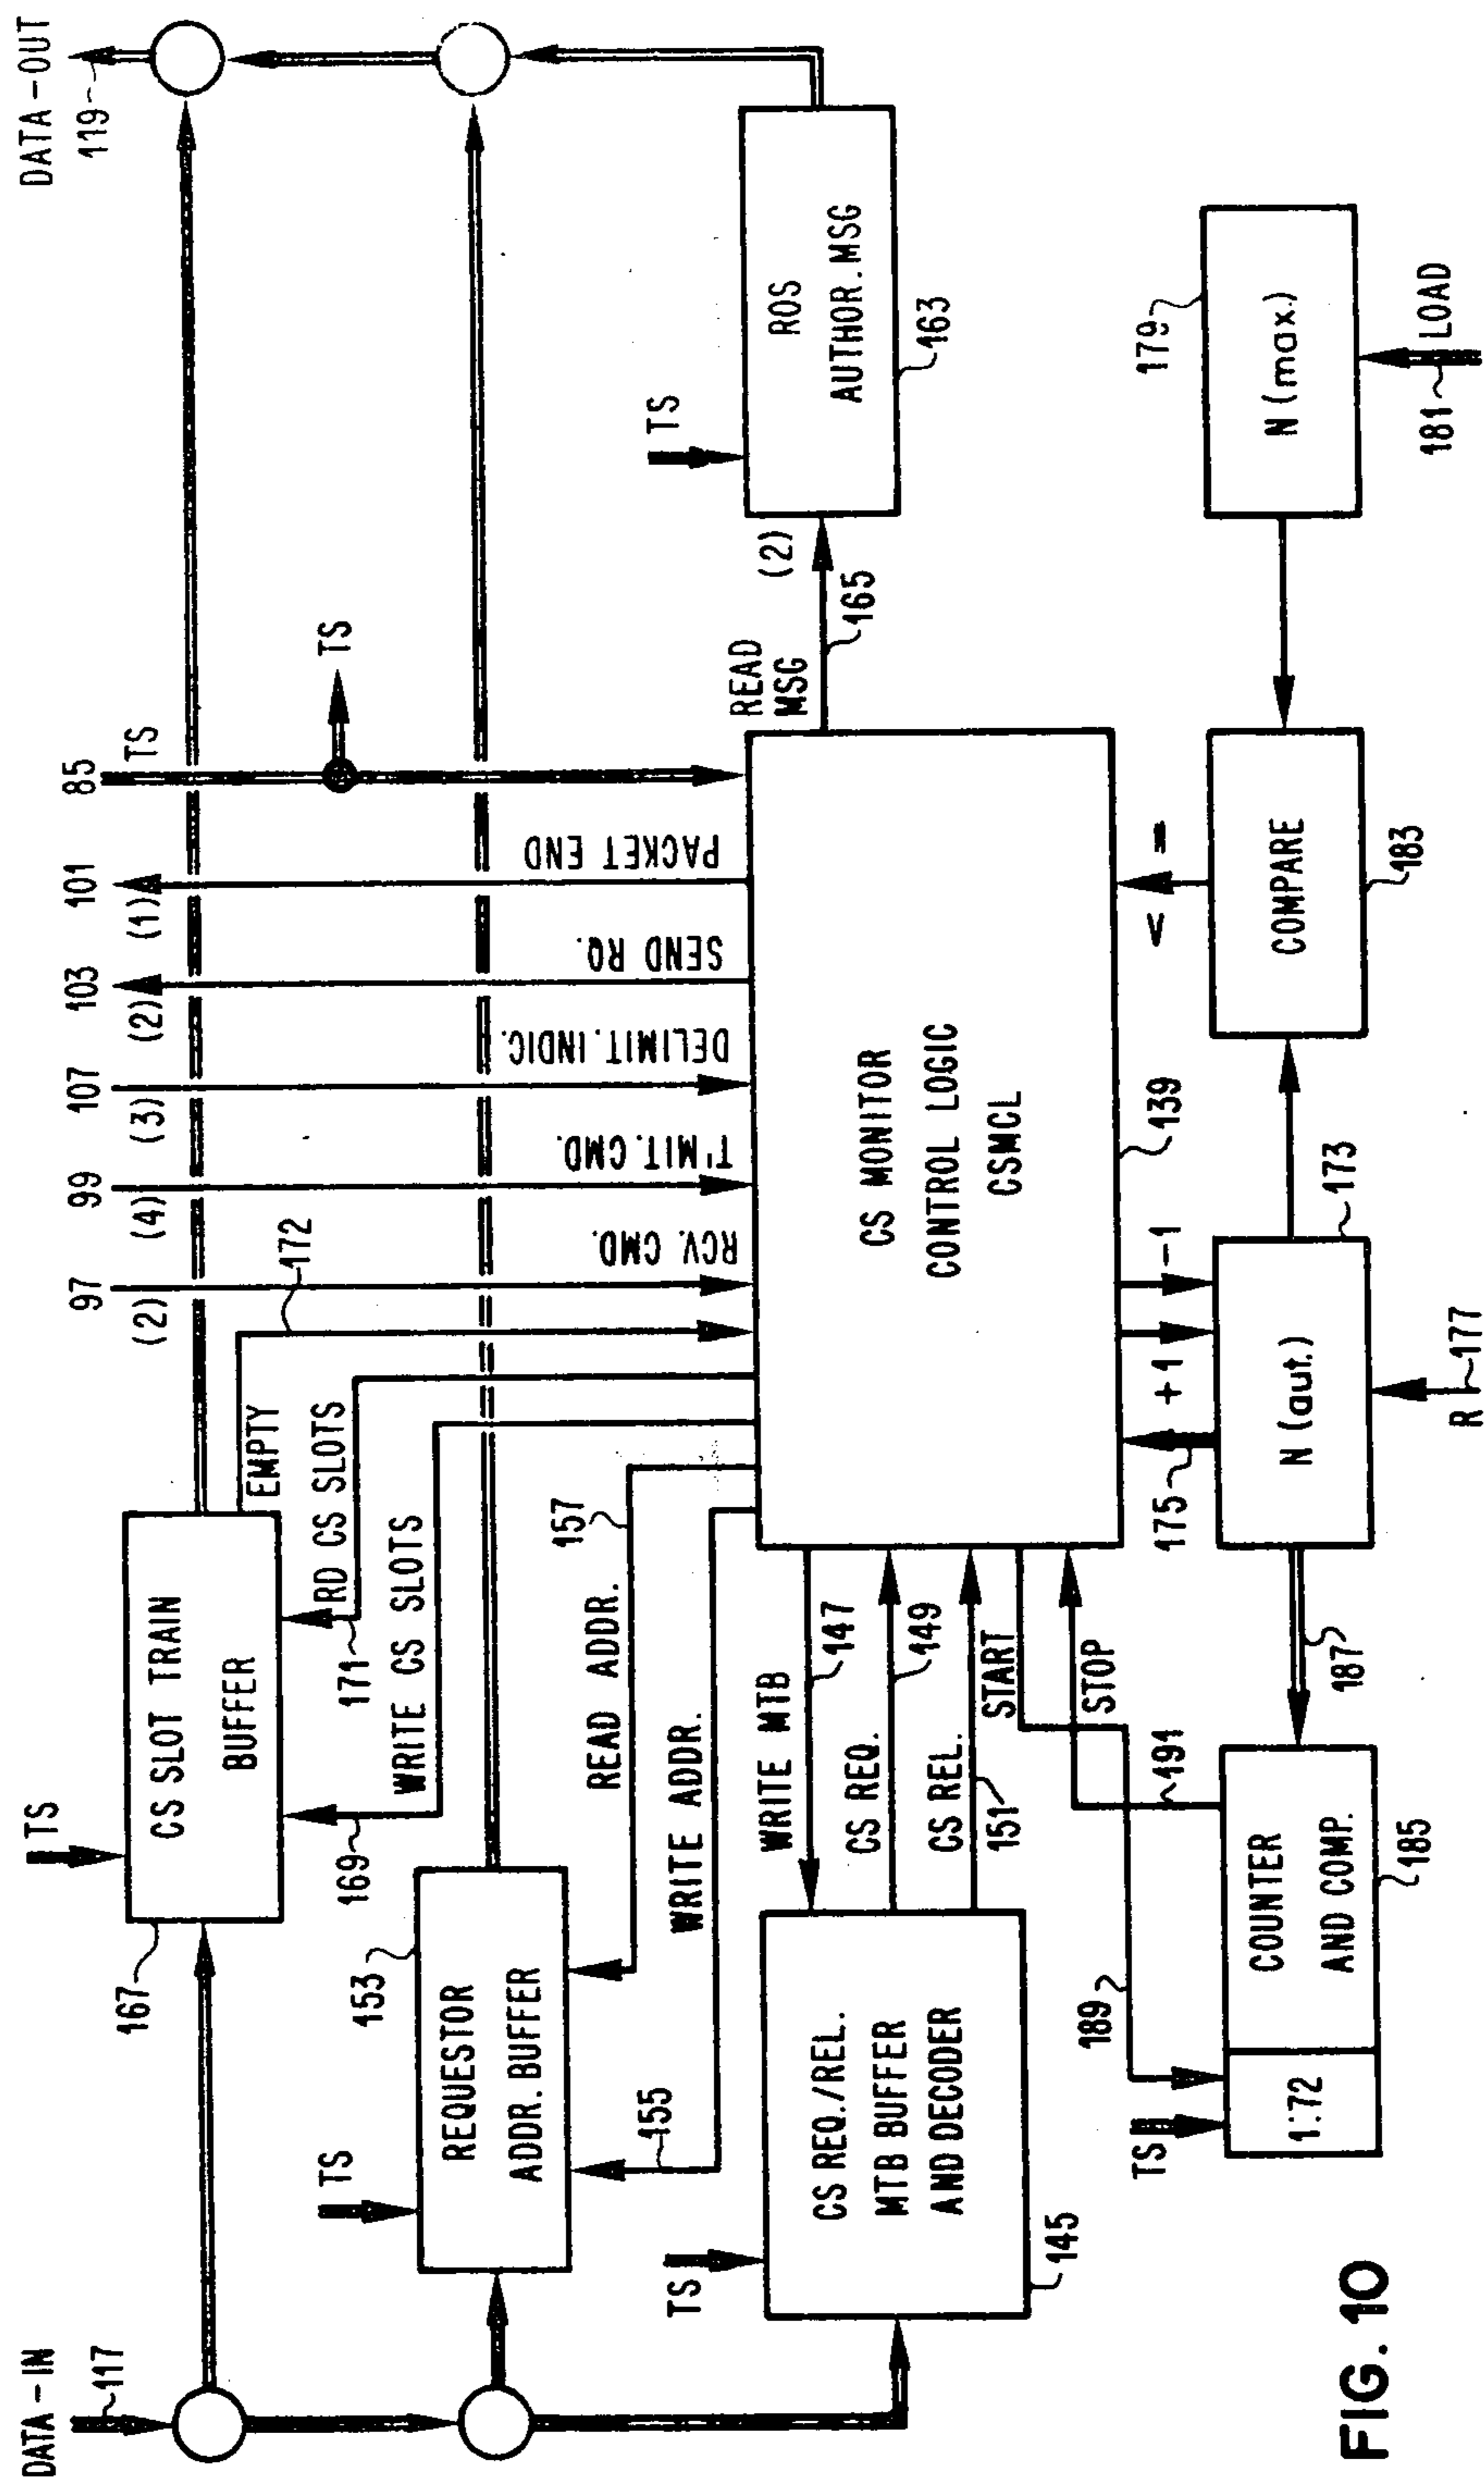 DATA-IN
117
DATA-OUT
119
TS
167
CS SLOT TRAIN
BUFFER
EMPTY
172
RD CS SLOTS
171
WRITE CS SLOTS
169
97
(2)
RCV. CMD.
99
(4)
T'MIT. CMD.
107
(3)
DELIMIT. INDIC.
103
(2)
SEND RQ.
101
(1)
PACKET END
85
TS
TS
TS
153
REQUESTOR
ADDR. BUFFER
READ ADDR.
157
WRITE ADDR.
155
TS
CS REQ./REL.
MTB BUFFER
AND DECODER
145
WRITE MTB
147
CS REQ.
149
CS REL.
151
START
STOP
CS MONITOR
CONTROL LOGIC
CSMCL
139
READ
MSG
165
(2)
TS
ROS
AUTHOR. MSG
163
TS
189
1:72
COUNTER
AND COMP.
185
191
187
175
+1
-1
N (aut.)
173
R
177
< =
COMPARE
183
179
N (max.)
181
LOAD
FIG. 10